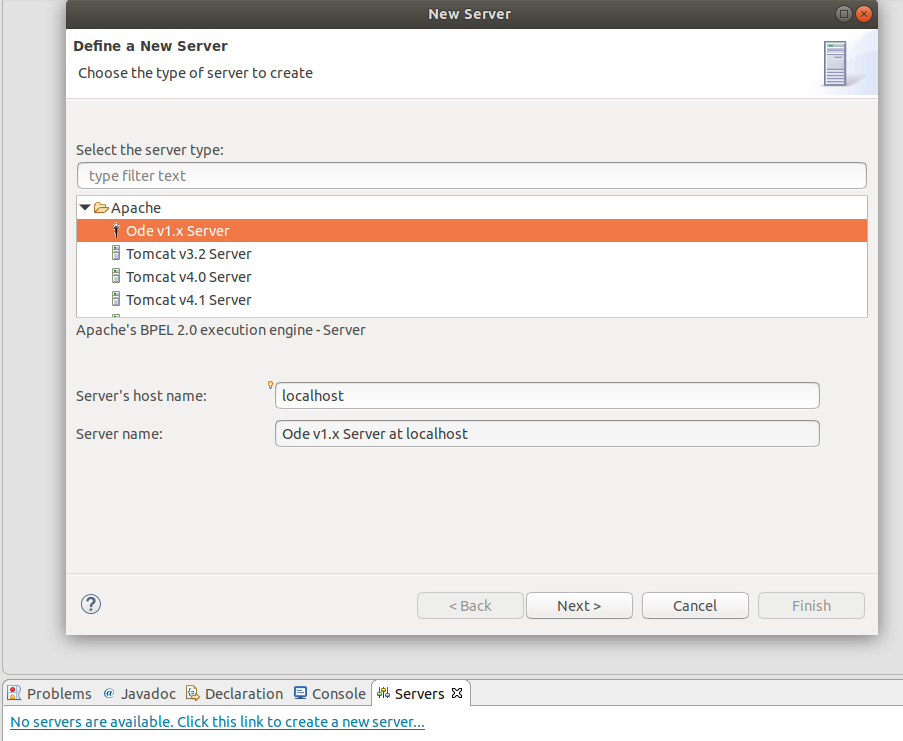 New Server
Define a New Server
Choose the type of server to create
Select the server type:
type filter text
Apache
Ode v1.x Server
Tomcat v3.2 Server
Tomcat v4.0 Server
Tomcat v4.1 Server
Apache's BPEL 2.0 execution engine - Server
Server's host name: localhost
Server name: Ode v1.x Server at localhost
? < Back Next > Cancel Finish
Problems @ Javadoc Declaration Console Servers
No servers are available. Click this link to create a new server...